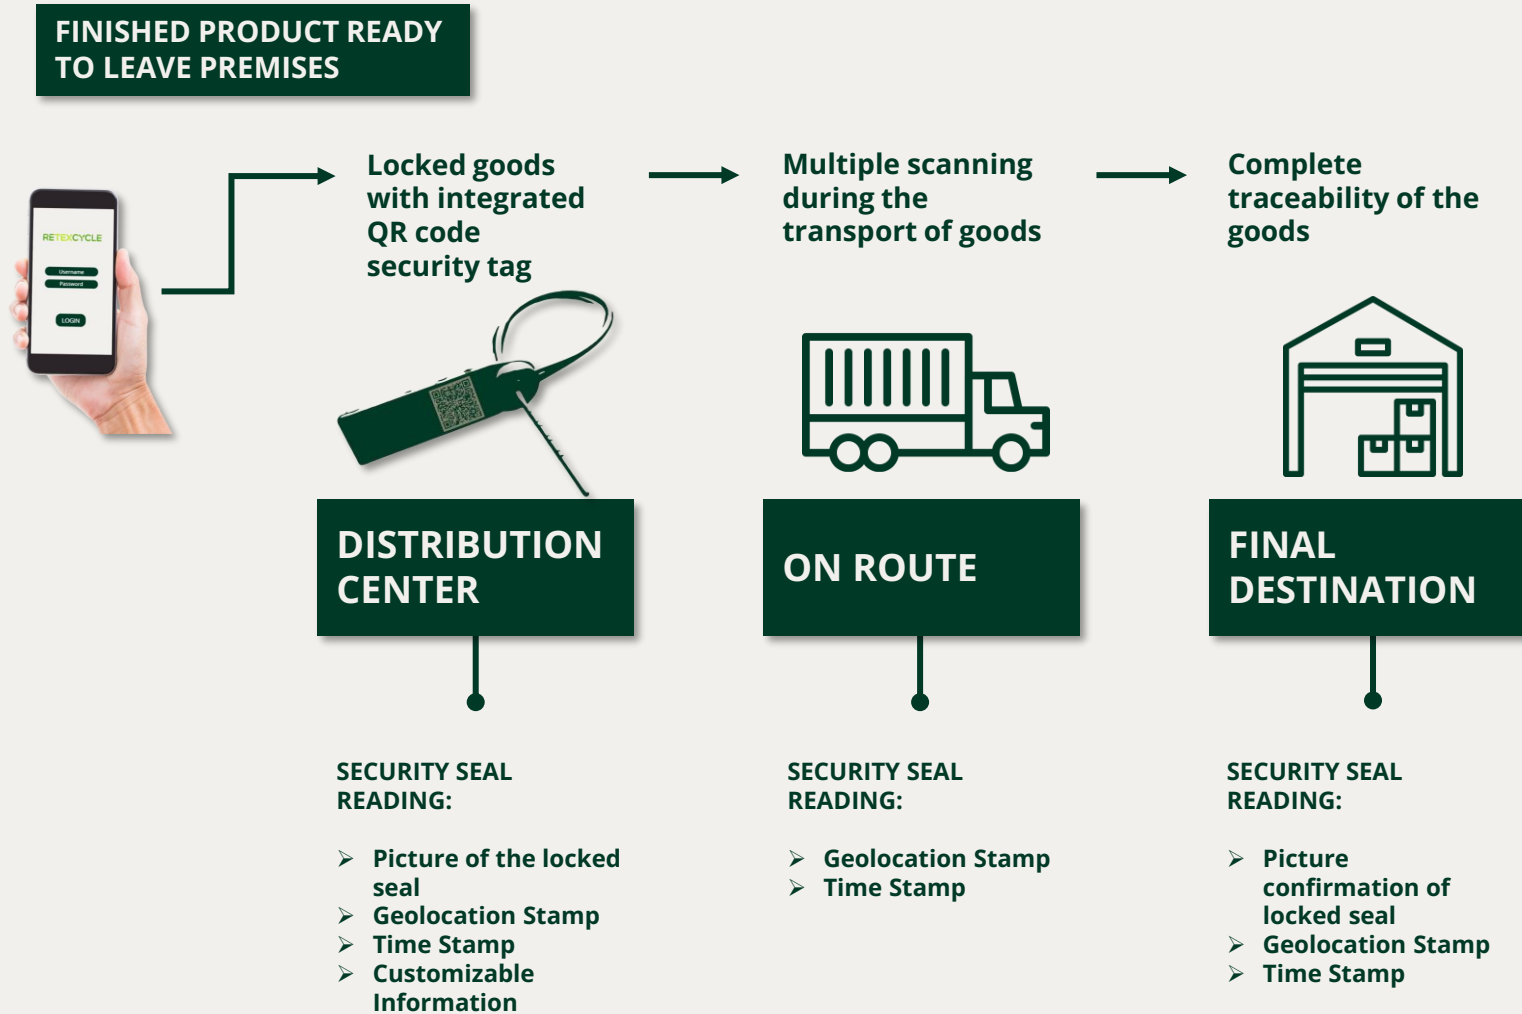 FINISHED PRODUCT READY
TO LEAVE PREMISES
RETEXCYCLE
Username
Password
LOGIN
Locked goods
with integrated
QR code
security tag
Multiple scanning
during the
transport of goods
Complete
traceability of the
goods
DISTRIBUTION
CENTER
ON ROUTE
FINAL
DESTINATION
SECURITY SEAL
READING:
➢ Picture of the locked
seal
➢ Geolocation Stamp
➢ Time Stamp
➢ Customizable
Information
SECURITY SEAL
READING:
➢ Geolocation Stamp
➢ Time Stamp
SECURITY SEAL
READING:
➢ Picture
confirmation of
locked seal
➢ Geolocation Stamp
➢ Time Stamp